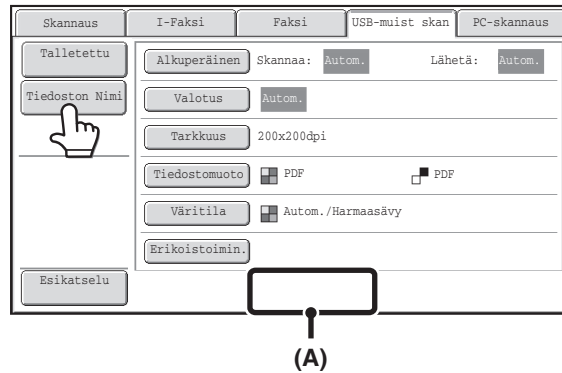 Skannaus I-Faksi Faksi USB-muist skan PC-skannaus
Talletettu Alkuperäinen Skannaa: Autom. Lähetä: Autom.
Tiedoston Nimi Valotus Autom.
Tarkkuus 200x200dpi
Tiedostomuoto PDF PDF
Väritila Autom./Harmaasävy
Erikoistoimin.
Esikatselu
(A)